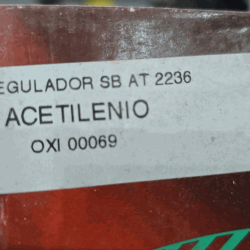 EGULADOR SB AT 2236
ACETILENIO
OXI 00069